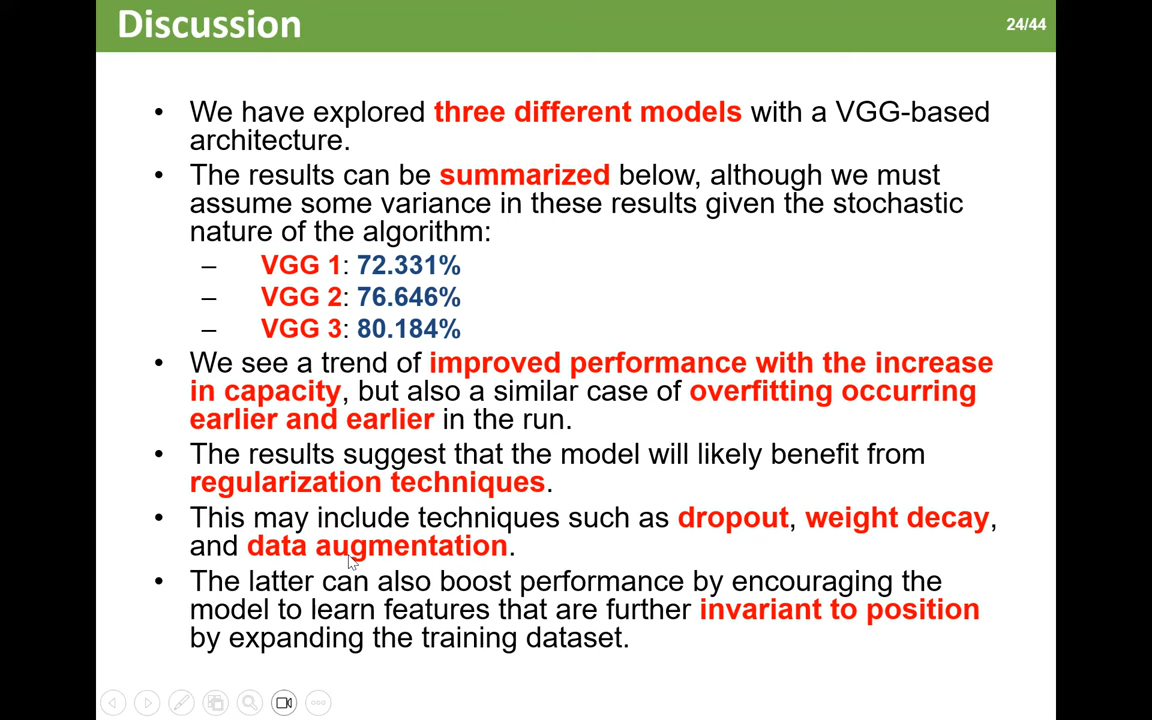 Discussion
24/44
• We have explored three different models with a VGG-based
architecture.
• The results can be summarized below, although we must
assume some variance in these results given the stochastic
nature of the algorithm:
– VGG 1: 72.331%
– VGG 2: 76.646%
– VGG 3: 80.184%
• We see a trend of improved performance with the increase
in capacity, but also a similar case of overfitting occurring
earlier and earlier in the run.
• The results suggest that the model will likely benefit from
regularization techniques.
• This may include techniques such as dropout, weight decay,
and data augmentation.
• The latter can also boost performance by encouraging the
model to learn features that are further invariant to position
by expanding the training dataset.